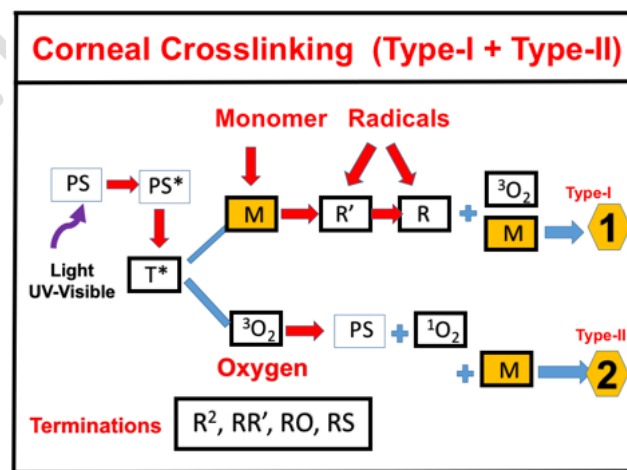 Corneal Crosslinking (Type-I + Type-II)
Monomer Radicals
PS PS*
M R' R + ³O₂ M Type-I 1
Light
UV-Visible
T*
³O₂ PS + ¹O₂
Oxygen
+ M Type-II 2
Terminations R², RR', RO, RS